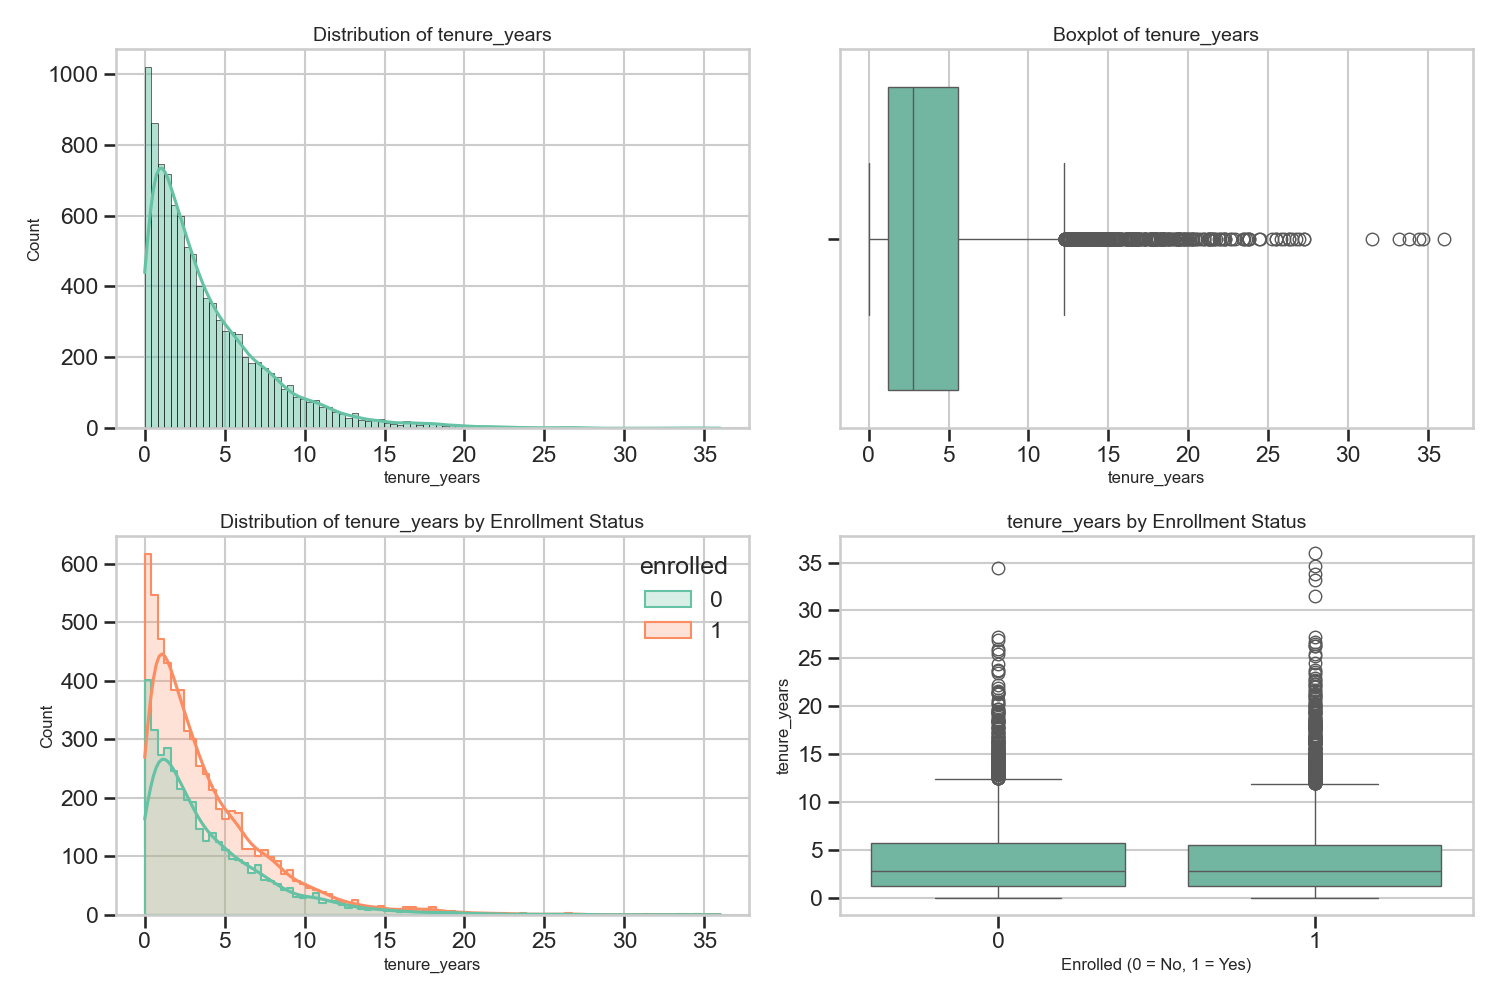 Distribution of tenure_years
1000
800
600
400
200
0
Count
0 5 10 15 20 25 30 35
tenure_years
Boxplot of tenure_years
0 5 10 15 20 25 30 35
tenure_years
Distribution of tenure_years by Enrollment Status
600
500
400
300
200
100
0
Count
enrolled
0
1
0 5 10 15 20 25 30 35
tenure_years
tenure_years by Enrollment Status
35
30
25
20
15
10
5
0
tenure_years
0 1
Enrolled (0 = No, 1 = Yes)